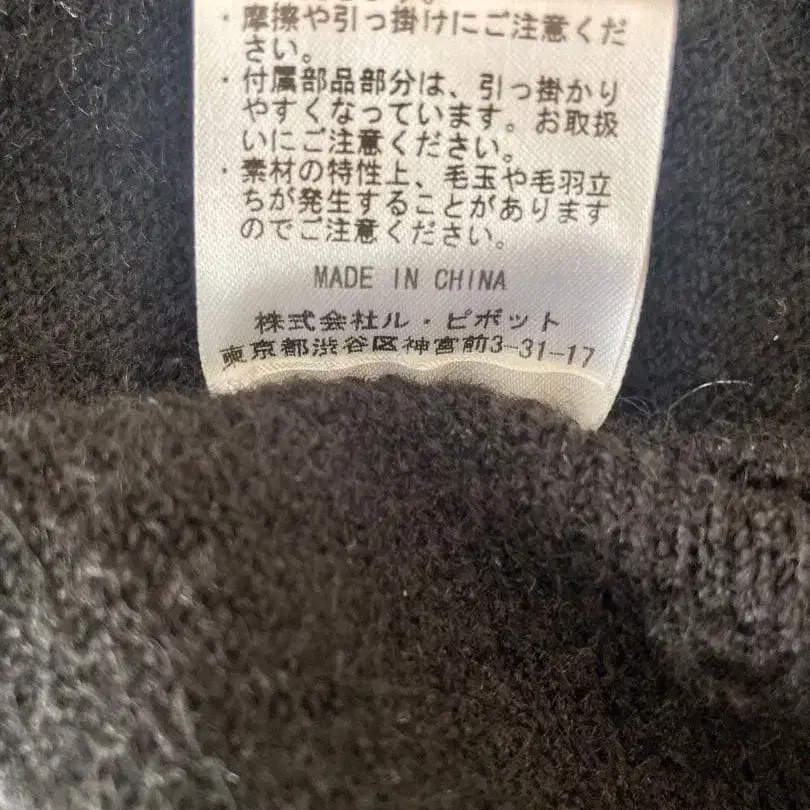 ・摩擦や引っ掛けにご注意くだ
さい。
・付属部品部分は、引っ掛かり
やすくなっています。お取扱
いにご注意ください。
・素材の特性上、毛玉や毛羽立
ちが発生することがあります
のでご注意ください。
MADE IN CHINA
株式会社ル・ピボット
東京都渋谷区神宮前3-31-17